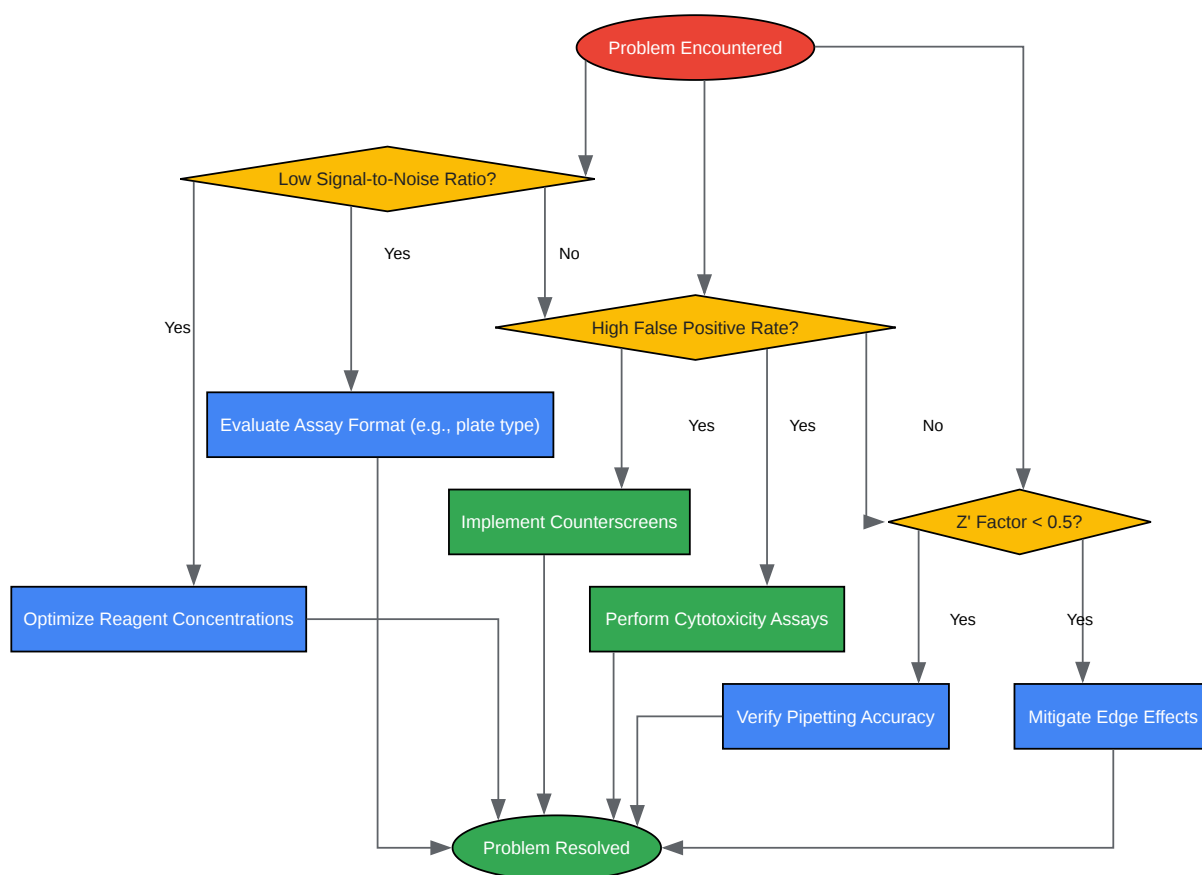 Problem Encountered
Low Signal-to-Noise Ratio?
Yes
No
Yes
High False Positive Rate?
Evaluate Assay Format (e.g., plate type)
Yes
Yes
No
Implement Counterscreens
Z' Factor < 0.5?
Optimize Reagent Concentrations
Perform Cytotoxicity Assays
Yes
Yes
Verify Pipetting Accuracy
Mitigate Edge Effects
Problem Resolved